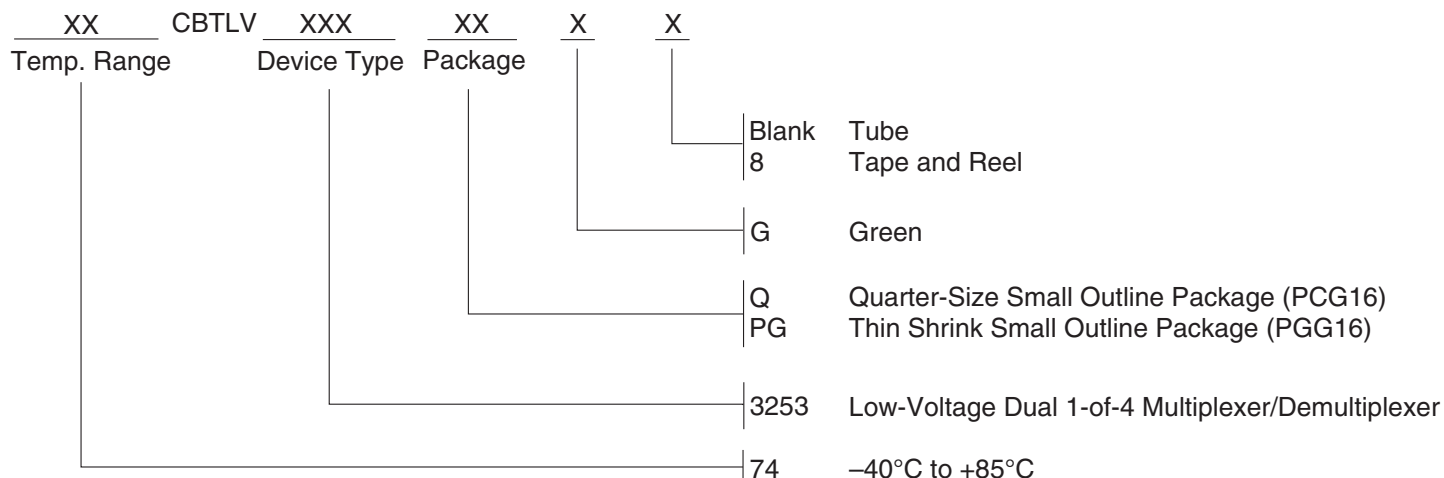 XX CBTLV XXX XX X X
Temp. Range Device Type Package
Blank Tube
8 Tape and Reel
G Green
Q Quarter-Size Small Outline Package (PCG16)
PG Thin Shrink Small Outline Package (PGG16)
3253 Low-Voltage Dual 1-of-4 Multiplexer/Demultiplexer
74 –40°C to +85°C